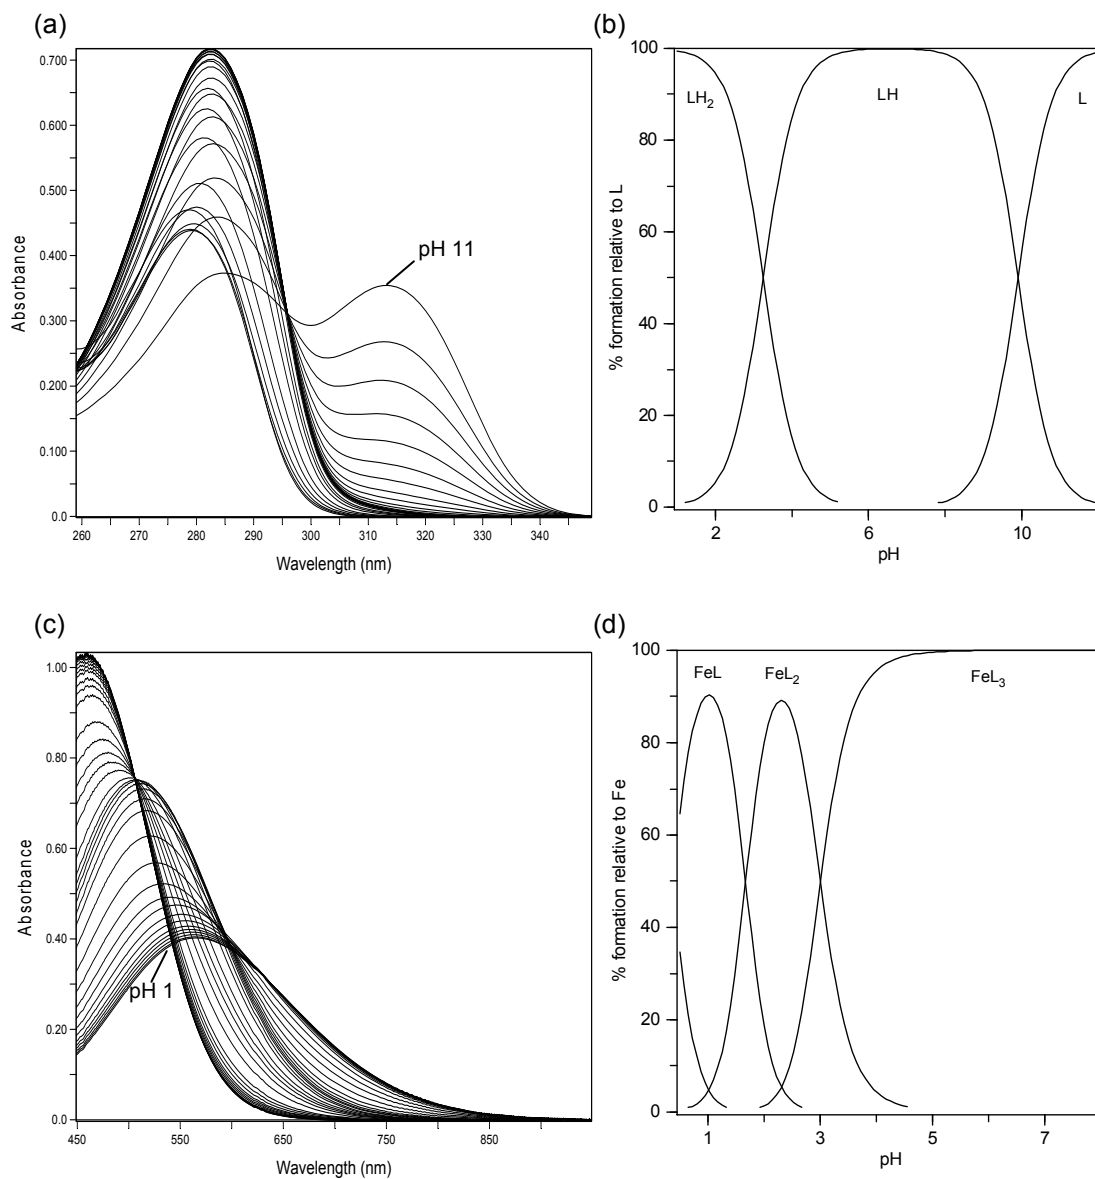 (a)
0.700
0.500
0.400
0.300
0.200
0.100
0.0
260 270 280 290 300 310 320 330 340
Absorbance
Wavelength (nm)
pH 11
(b)
100
80
60
40
20
0
2 6 10
% formation relative to L
pH
LH₂
LH
L
(c)
1.00
0.80
0.60
0.40
0.20
0.0
450 550 650 750 850
Absorbance
Wavelength (nm)
pH 1
(d)
100
80
60
40
20
0
1 3 5 7
% formation relative to Fe
pH
FeL
FeL₂
FeL₃